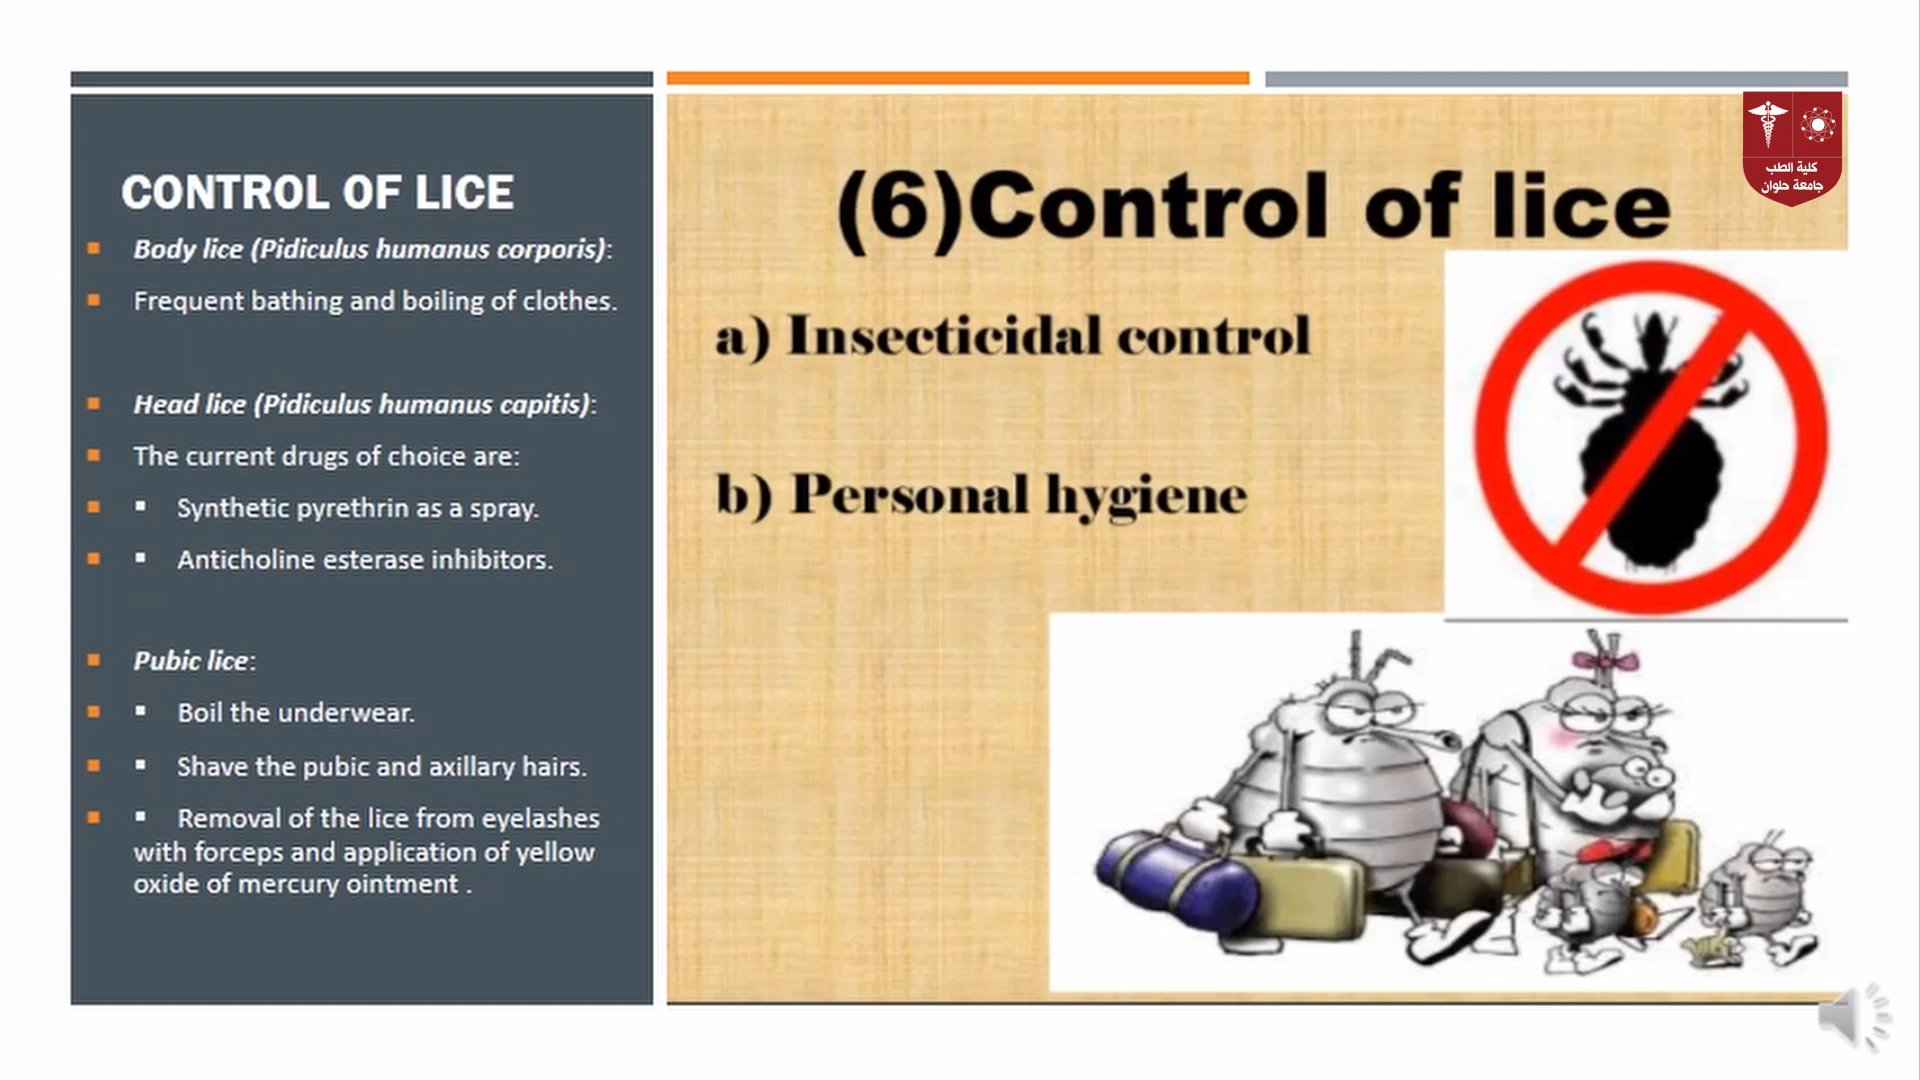 CONTROL OF LICE
Body lice (Pidiculus humanus corporis):
Frequent bathing and boiling of clothes.
Head lice (Pidiculus humanus capitis):
The current drugs of choice are:
Synthetic pyrethrin as a spray.
Anticholine esterase inhibitors.
Pubic lice:
Boil the underwear.
Shave the pubic and axillary hairs.
Removal of the lice from eyelashes
with forceps and application of yellow
oxide of mercury ointment .
(6)Control of lice
a) Insecticidal control
b) Personal hygiene
كلية الطب
جامعة حلوان